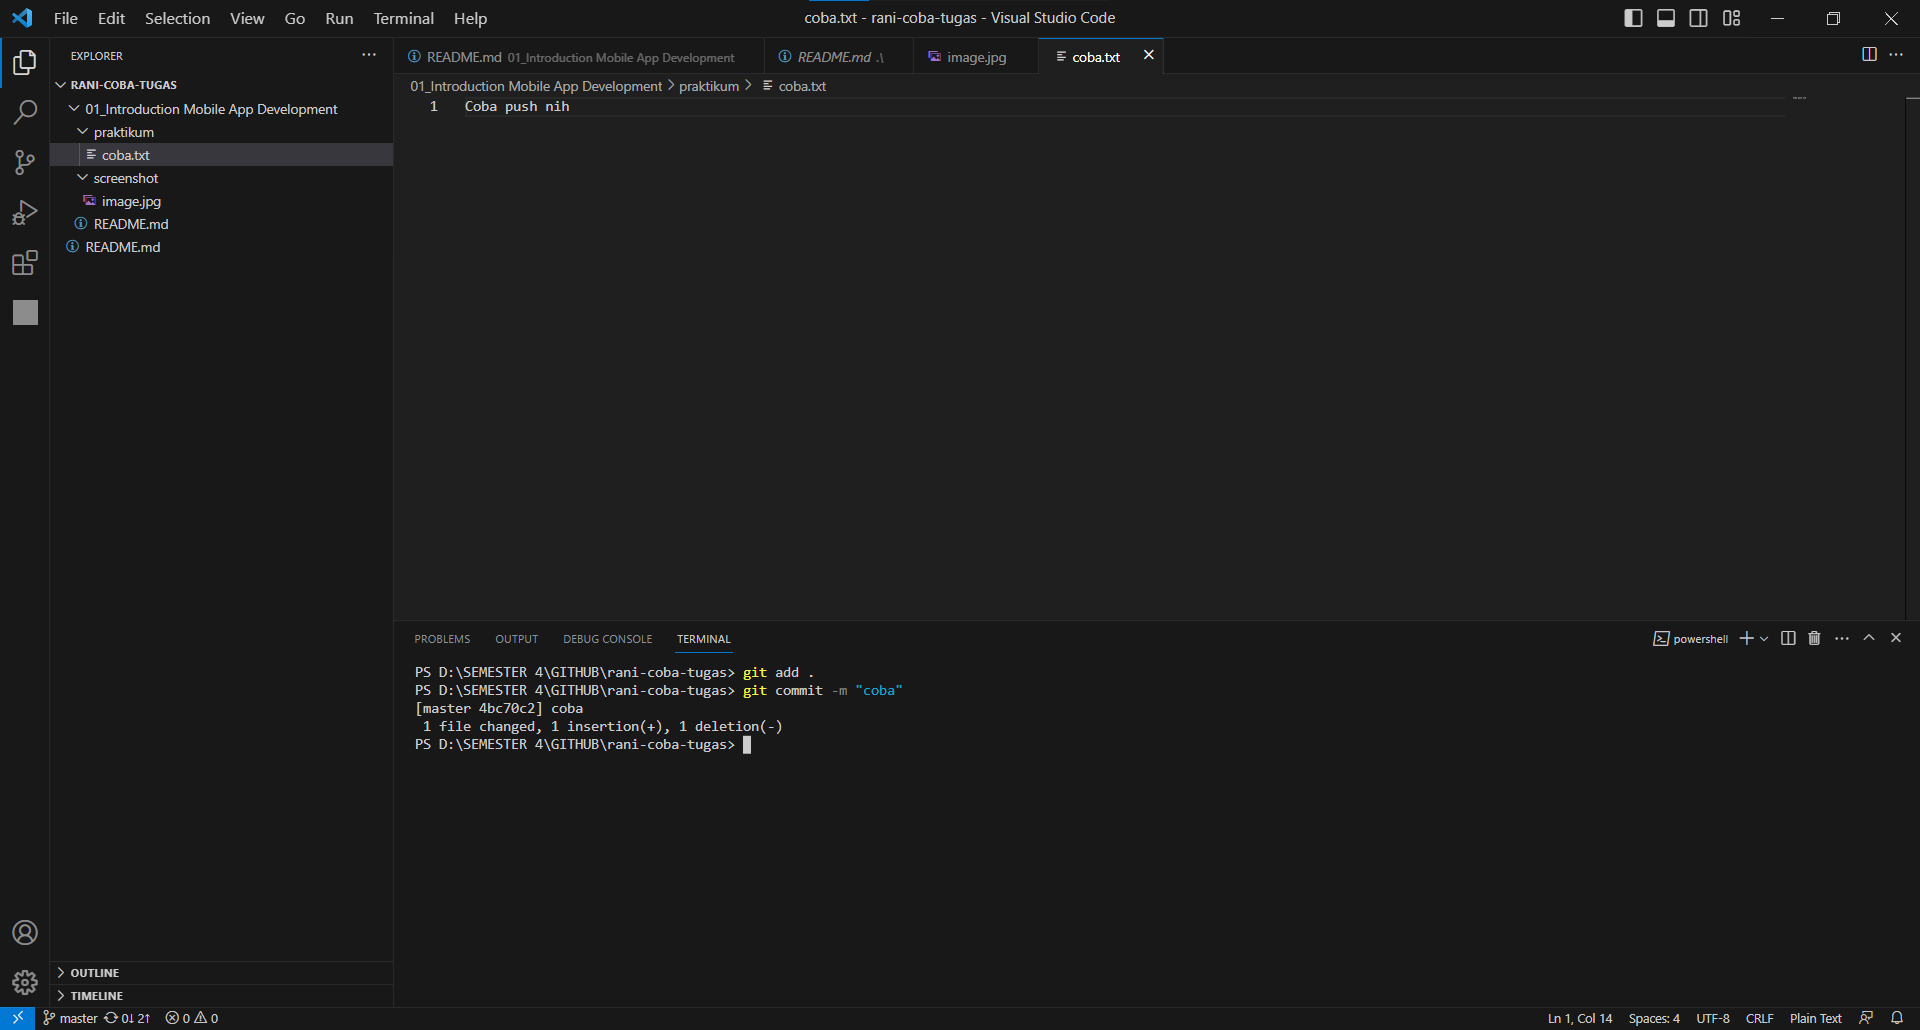 File Edit Selection View Go Run Terminal Help
coba.txt - rani-coba-tugas - Visual Studio Code
EXPLORER
RANI-COBA-TUGAS
01_Introduction Mobile App Development
praktikum
coba.txt
screenshot
image.jpg
README.md
README.md
OUTLINE
TIMELINE
README.md 01_Introduction Mobile App Development
README.md .\
image.jpg
coba.txt
01_Introduction Mobile App Development > praktikum > coba.txt
1 Coba push nih
PROBLEMS OUTPUT DEBUG CONSOLE TERMINAL
powershell
PS D:\SEMESTER 4\GITHUB\rani-coba-tugas> git add .
PS D:\SEMESTER 4\GITHUB\rani-coba-tugas> git commit -m "coba"
[master 4bc70c2] coba
1 file changed, 1 insertion(+), 1 deletion(-)
PS D:\SEMESTER 4\GITHUB\rani-coba-tugas>
master 0↓ 2↑ 0 0
Ln 1, Col 14 Spaces: 4 UTF-8 CRLF Plain Text